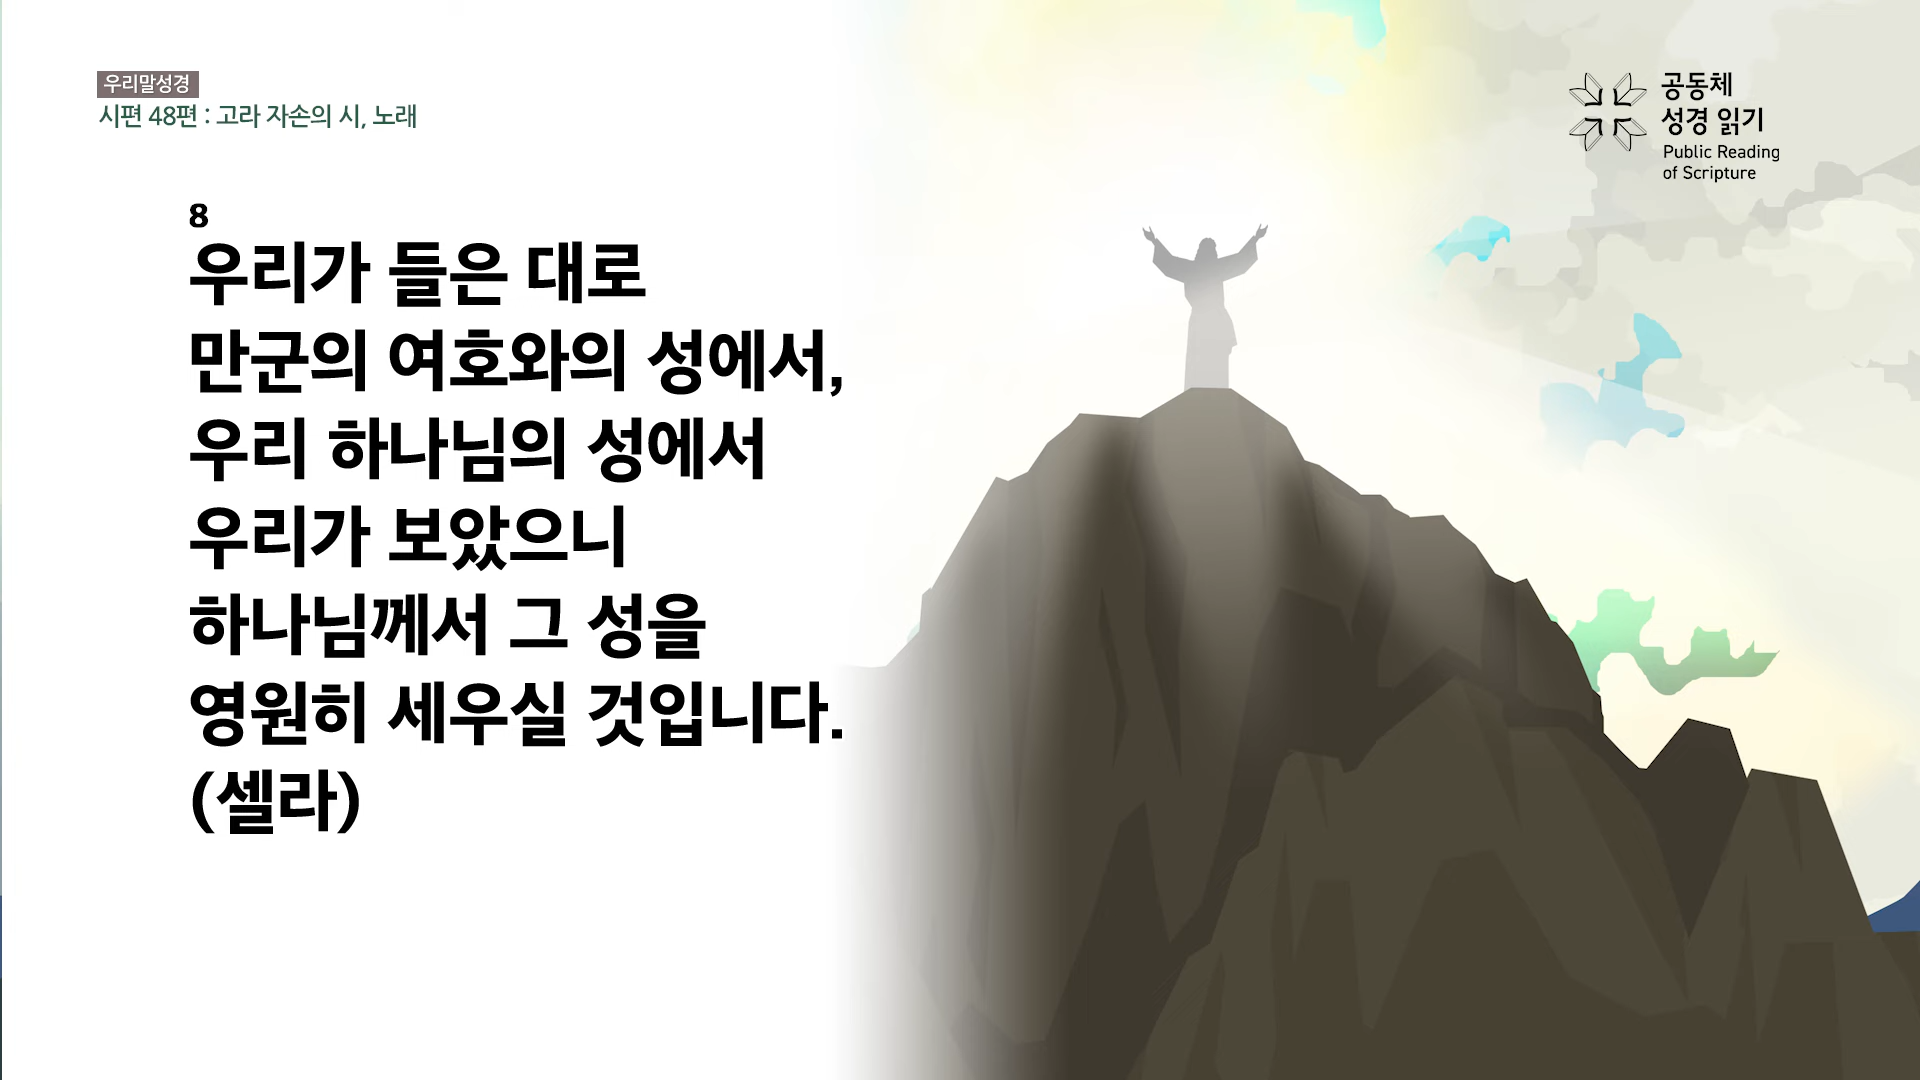 우리말성경
시편 48편 : 고라 자손의 시, 노래
공동체
성경 읽기
Public Reading
of Scripture
8
우리가 들은 대로
만군의 여호와의 성에서,
우리 하나님의 성에서
우리가 보았으니
하나님께서 그 성을
영원히 세우실 것입니다.
(셀라)